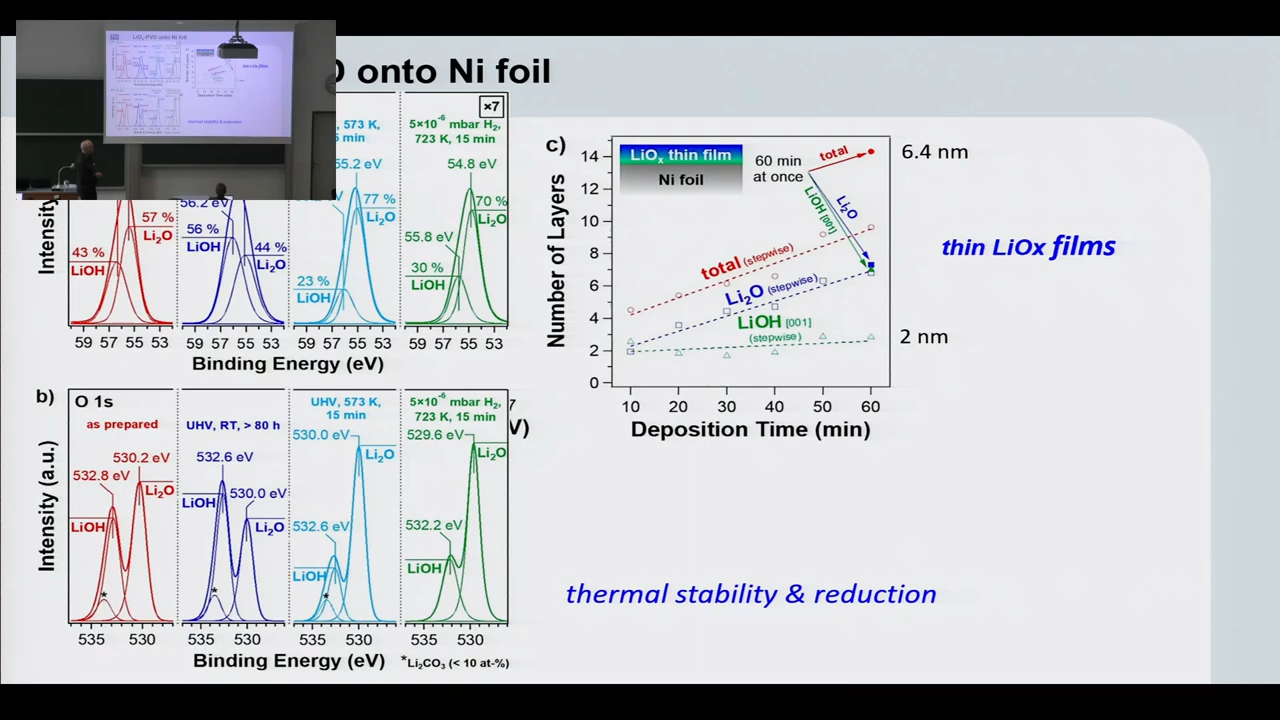 LiOₓ-PVD onto Ni foil
D onto Ni foil
×7
, 573 K,
5×10⁻⁶ mbar H₂,
min
723 K, 15 min
55.2 eV
54.8 eV
56.2 eV
77 %
70 %
57 %
56 %
Li₂O
Li₂O
Li₂O
LiOH
44 %
55.8 eV
43 %
Li₂O
30 %
LiOH
23 %
LiOH
LiOH
Intensity
59 57 55 53 59 57 55 53 59 57 55 53 59 57 55 53
Binding Energy (eV)
b)
O 1s
as prepared
UHV, RT, > 80 h
UHV, 573 K,
15 min
5×10⁻⁶ mbar H₂,
723 K, 15 min
7
V)
530.2 eV
532.8 eV
Li₂O
LiOH
*
532.6 eV
530.0 eV
LiOH
Li₂O
*
530.0 eV
Li₂O
532.6 eV
LiOH
*
529.6 eV
Li₂O
532.2 eV
LiOH
Intensity (a.u.)
535 530 535 530 535 530 535 530
Binding Energy (eV)
*Li₂CO₃ (< 10 at-%)
c)
LiOₓ thin film
Ni foil
60 min
at once
total
Li₂O
LiOH [001]
6.4 nm
total (stepwise)
Li₂O (stepwise)
LiOH [001]
(stepwise)
2 nm
Number of Layers
14
12
10
8
6
4
2
0
10 20 30 40 50 60
Deposition Time (min)
thin LiOx films
thermal stability & reduction